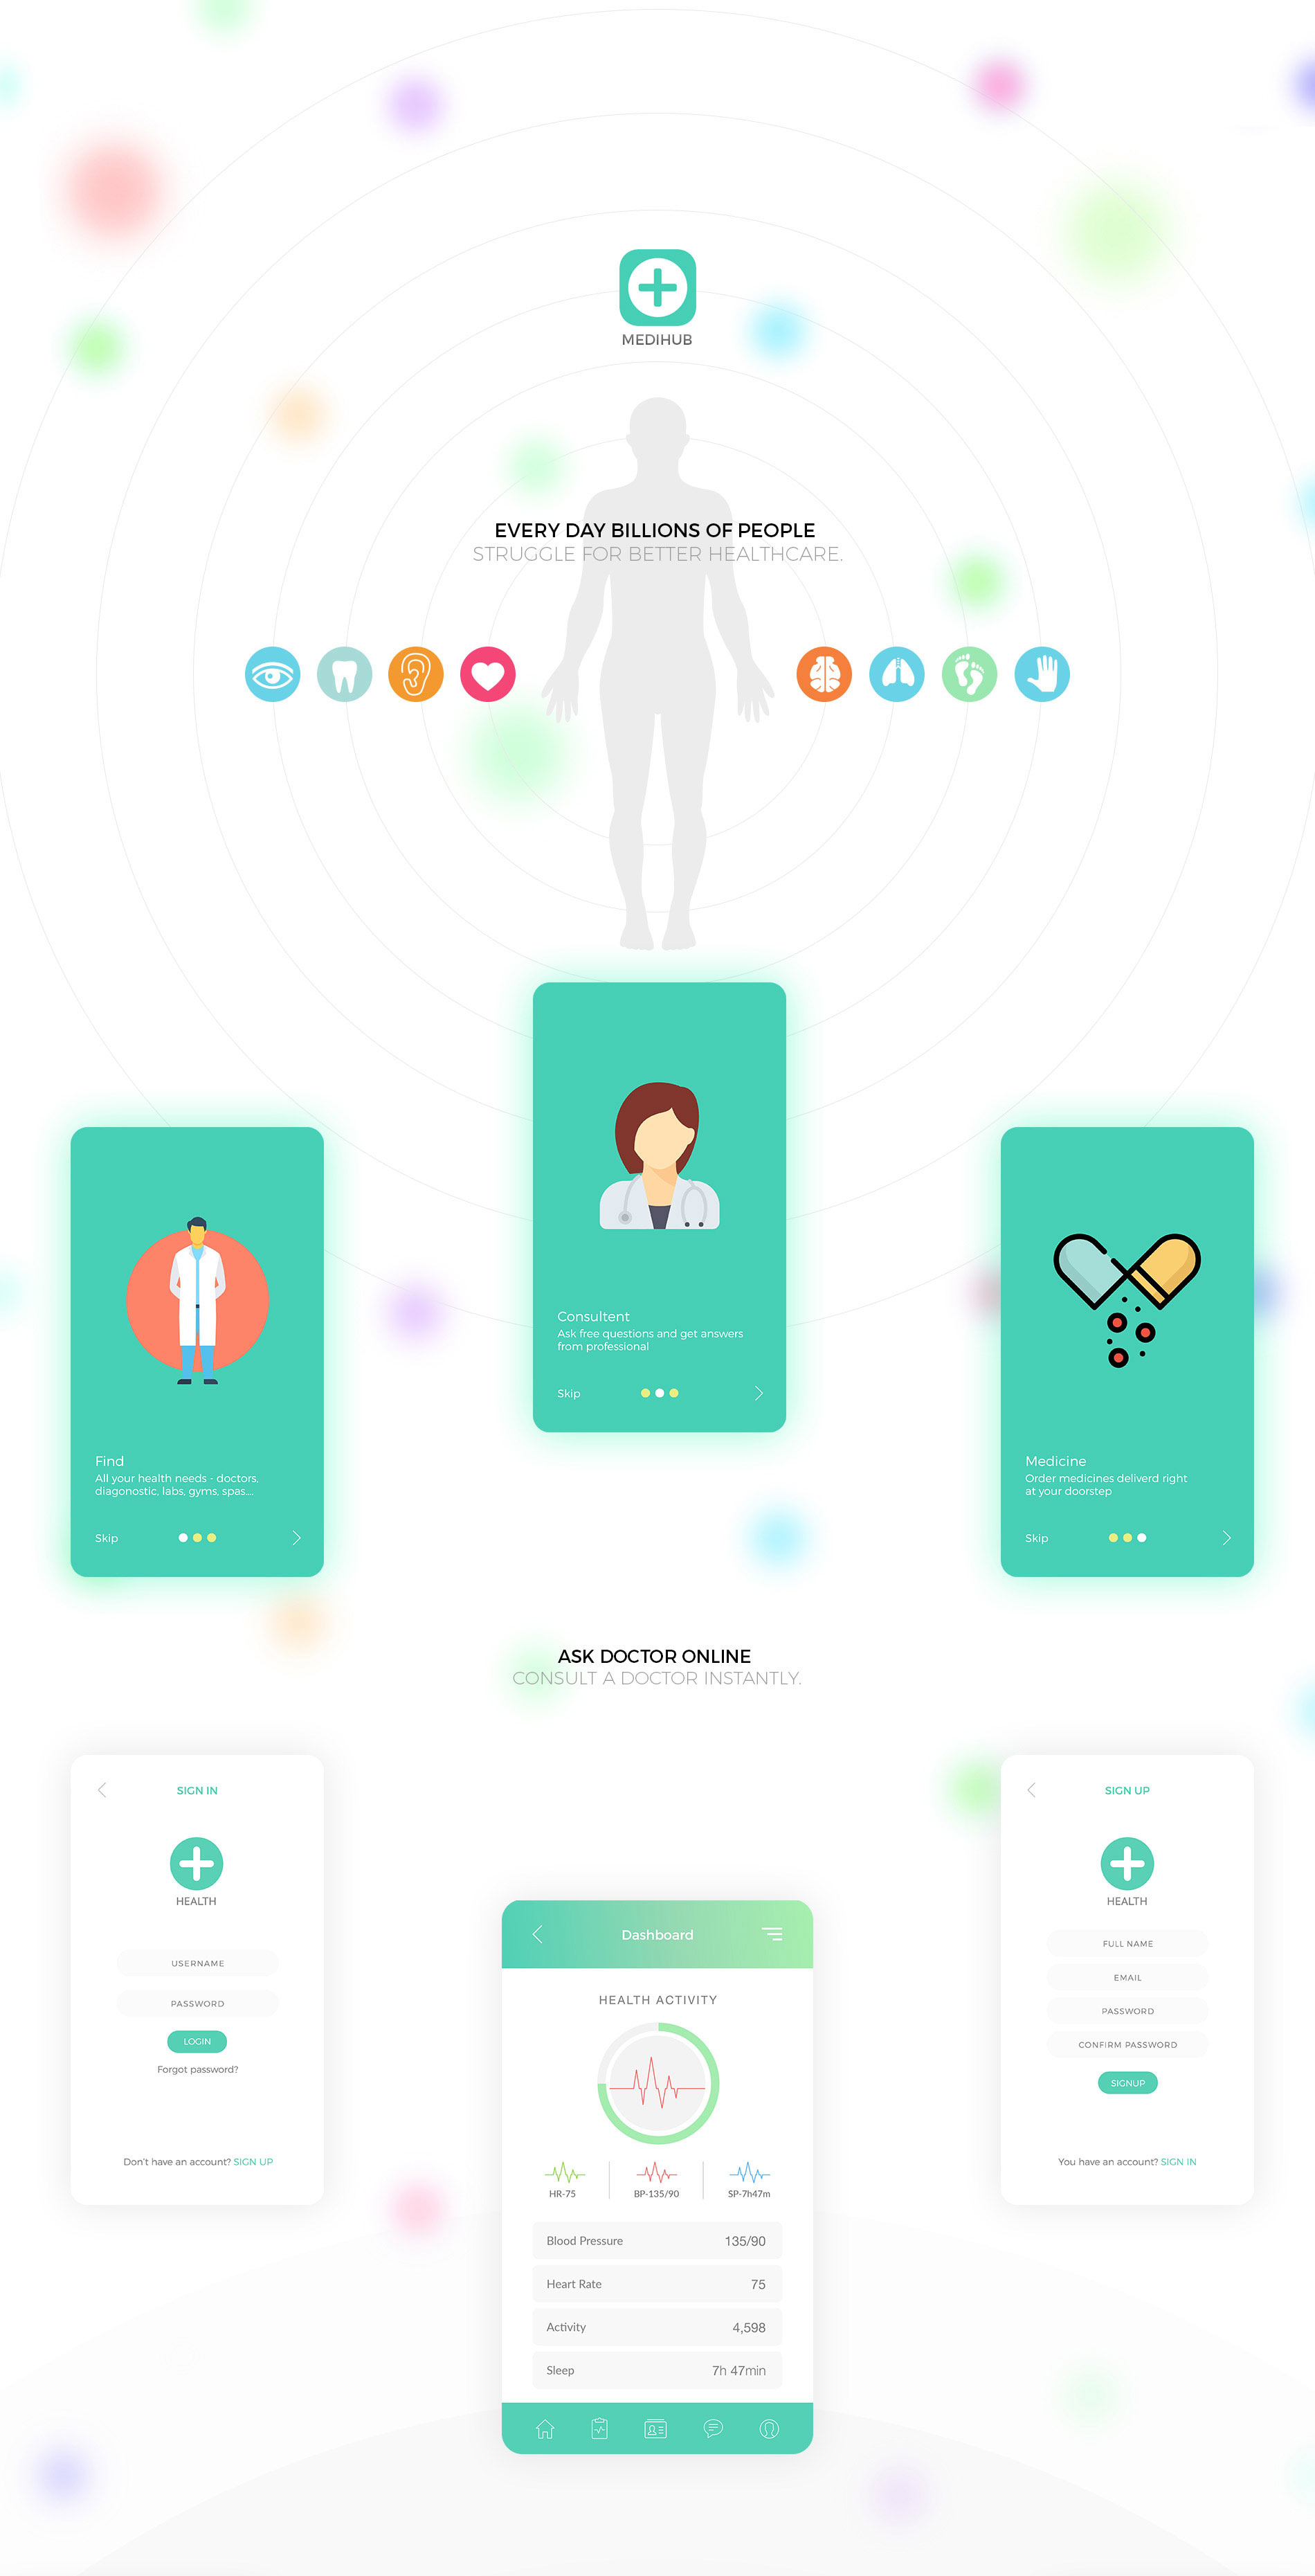 MEDIHUB
EVERY DAY BILLIONS OF PEOPLE
STRUGGLE FOR BETTER HEALTHCARE.
Consultent
Ask free questions and get answers
from professional
Skip
Find
All your health needs - doctors,
diagonostic, labs, gyms, spas....
Skip
Medicine
Order medicines deliverd right
at your doorstep
Skip
ASK DOCTOR ONLINE
CONSULT A DOCTOR INSTANTLY.
SIGN IN
HEALTH
USERNAME
PASSWORD
LOGIN
Forgot password?
Don't have an account? SIGN UP
SIGN UP
HEALTH
FULL NAME
EMAIL
PASSWORD
CONFIRM PASSWORD
SIGNUP
You have an account? SIGN IN
Dashboard
HEALTH ACTIVITY
HR-75
BP-135/90
SP-7h47m
Blood Pressure 135/90
Heart Rate 75
Activity 4,598
Sleep 7h 47min